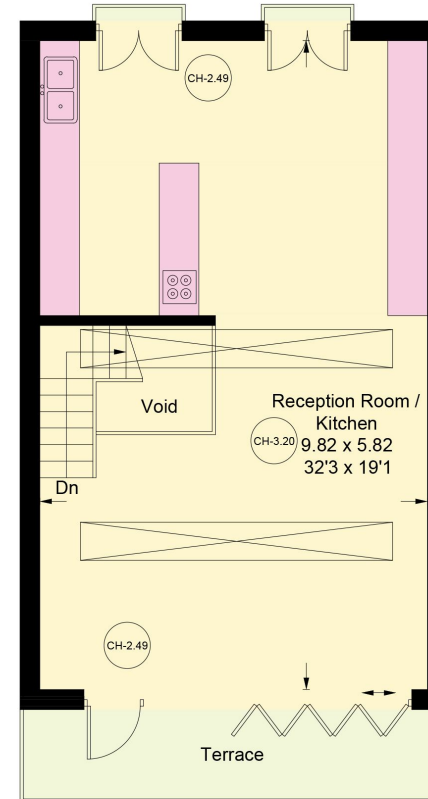 CH-2.49
Void
Reception Room /
Kitchen
CH-3.20
9.82 x 5.82
32'3 x 19'1
Dn
CH-2.49
Terrace